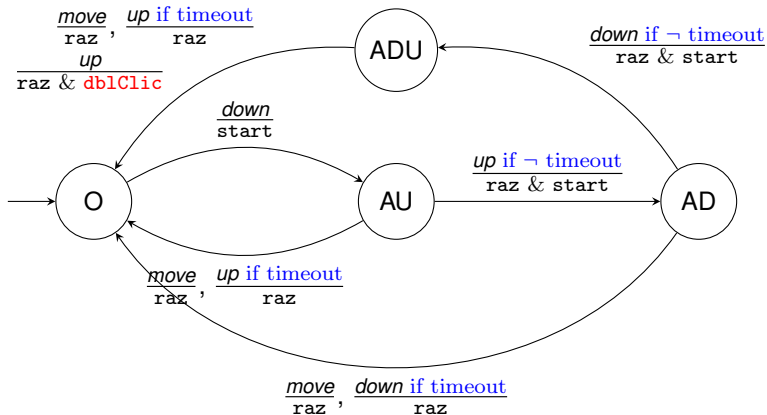 move/raz, up if timeout/raz
up/raz & dblClic
ADU
down if ¬ timeout/raz & start
down/start
up if ¬ timeout/raz & start
O
AU
AD
move/raz, up if timeout/raz
move/raz, down if timeout/raz